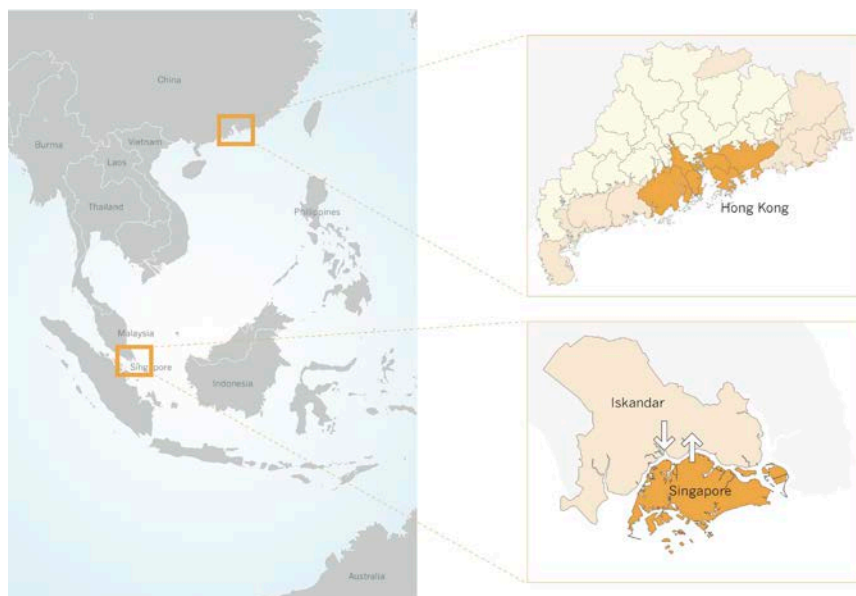 China
Burma
Vietnam
Laos
Thailand
Philippines
Malaysia
Singapore
Indonesia
Australia
Hong Kong
Iskandar
Singapore